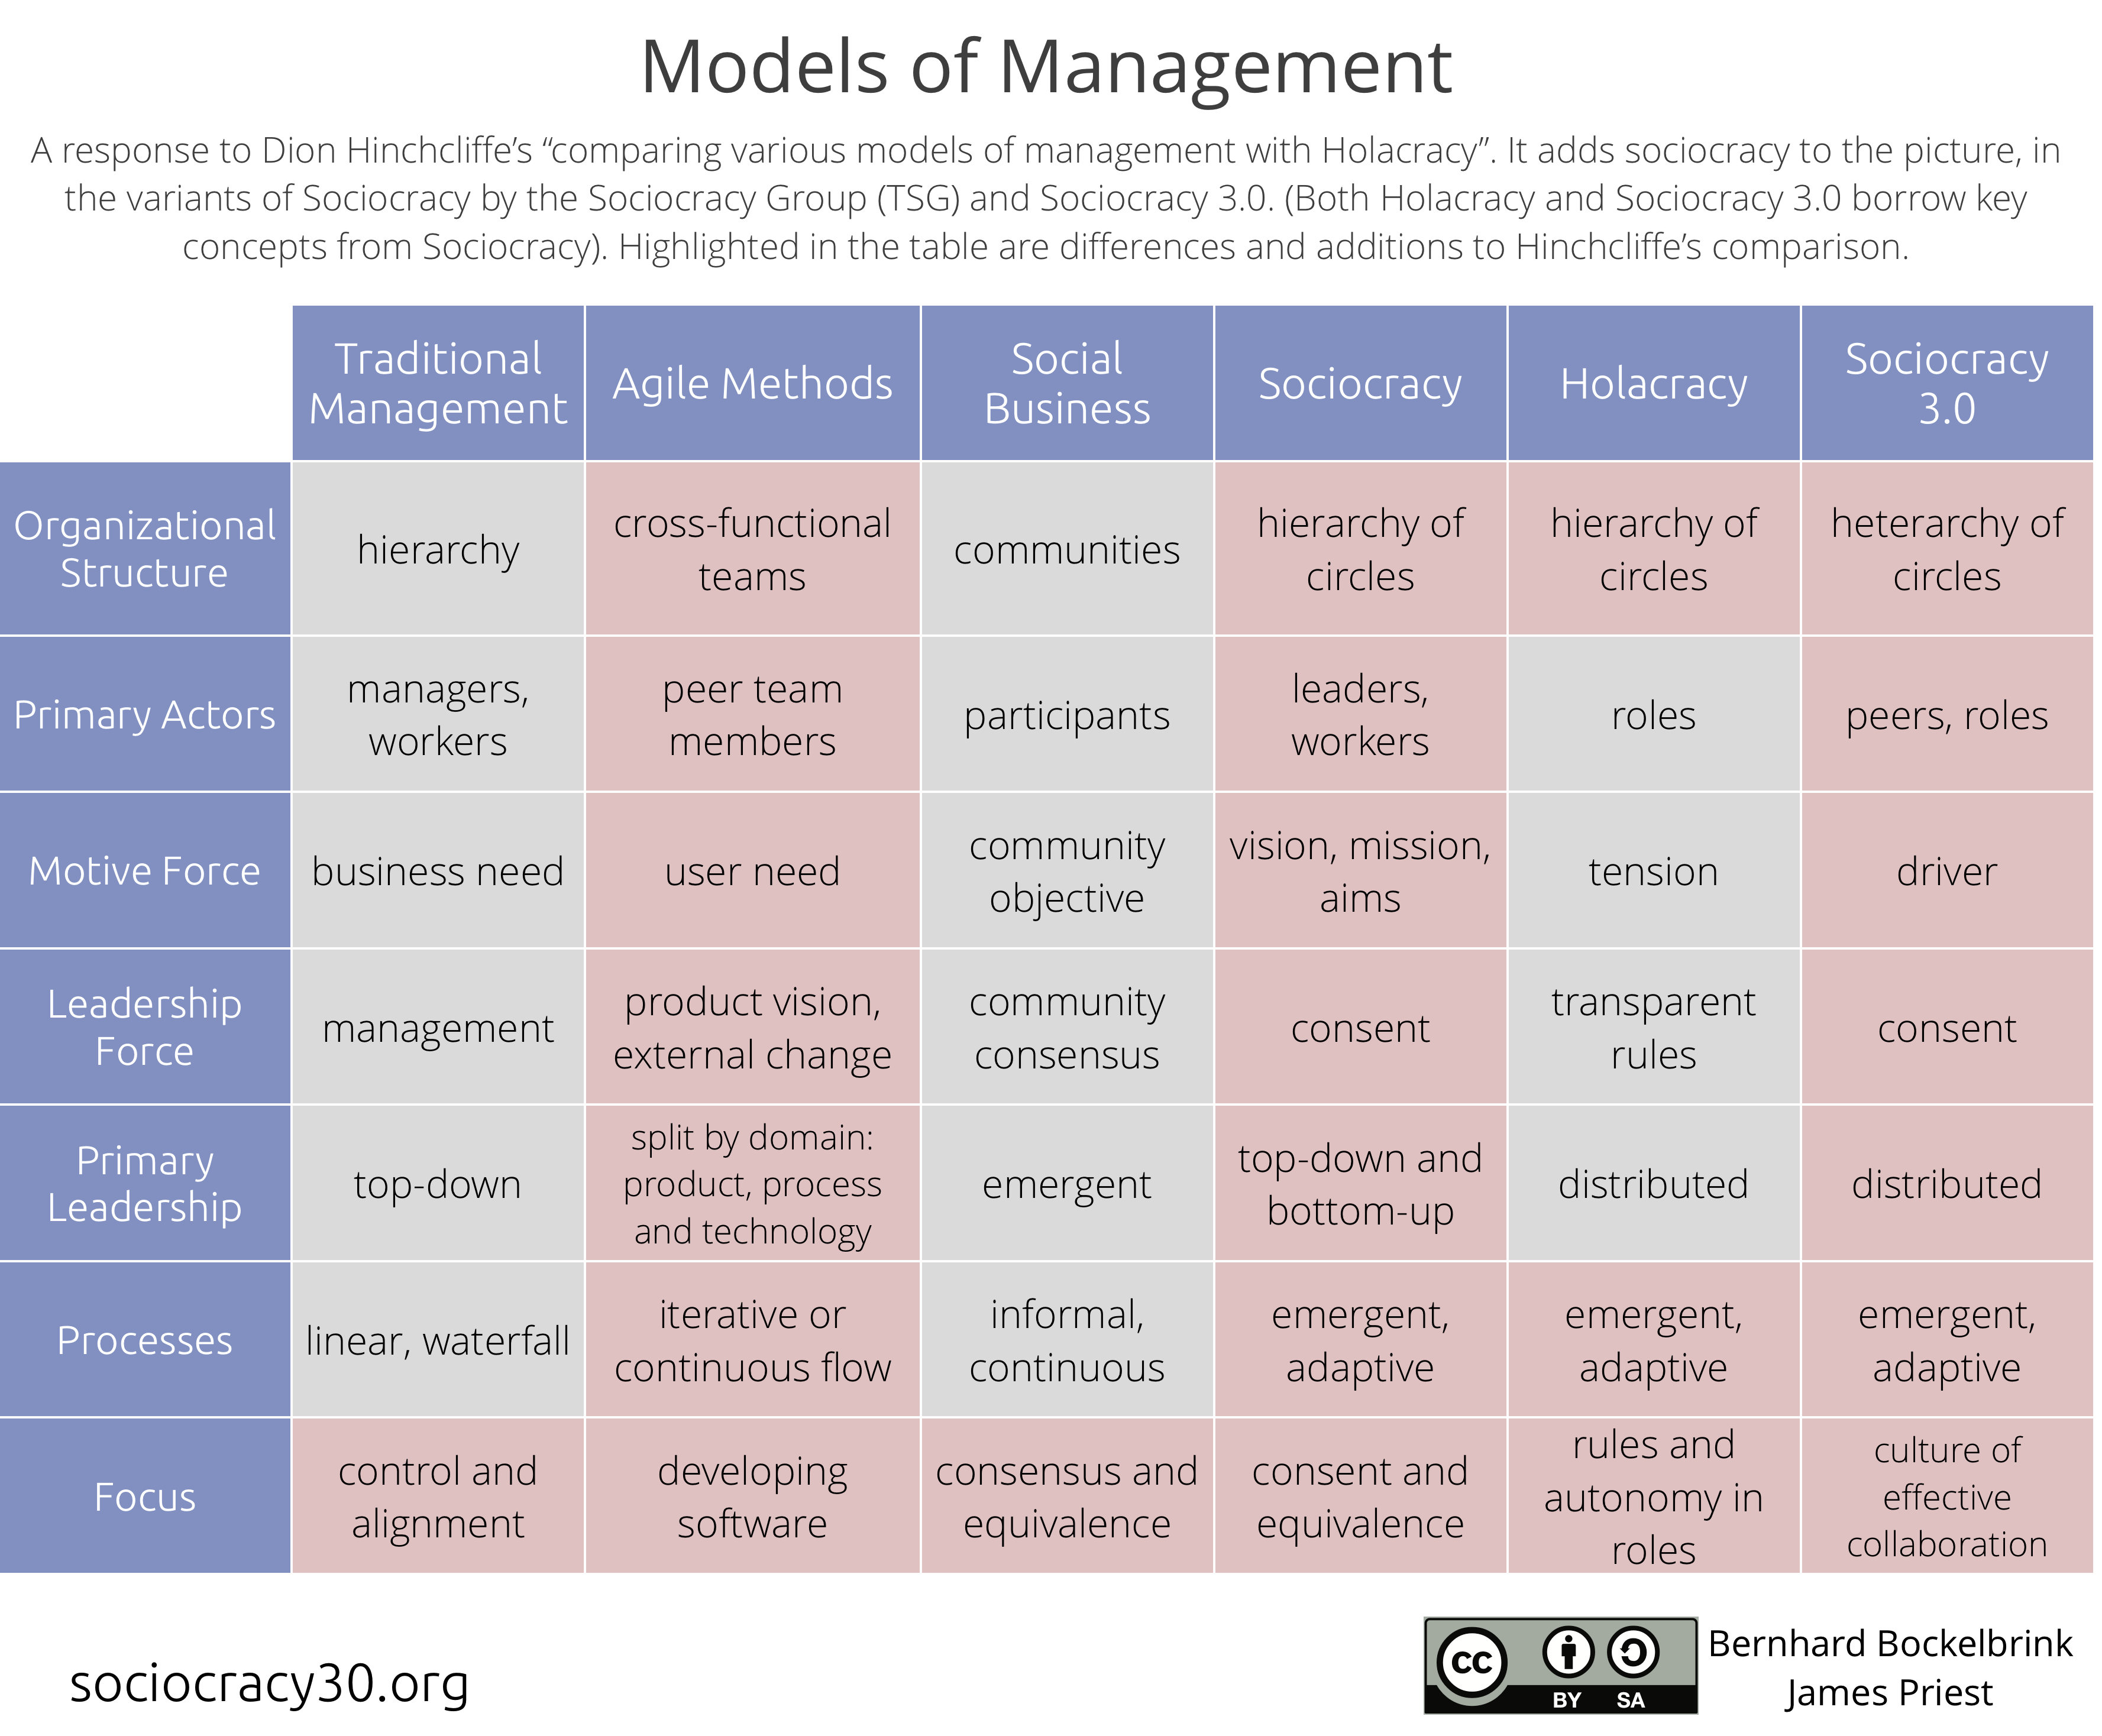 Models of Management
A response to Dion Hinchcliffe's “comparing various models of management with Holacracy”. It adds sociocracy to the picture, in
the variants of Sociocracy by the Sociocracy Group (TSG) and Sociocracy 3.0. (Both Holacracy and Sociocracy 3.0 borrow key
concepts from Sociocracy). Highlighted in the table are differences and additions to Hinchcliffe's comparison.
Traditional
Management
Agile Methods
Social
Business
Sociocracy
Holacracy
Sociocracy
3.0
Organizational
Structure
hierarchy
cross-functional
teams
communities
hierarchy of
circles
hierarchy of
circles
heterarchy of
circles
Primary Actors
managers,
workers
peer team
members
participants
leaders,
workers
roles
peers, roles
Motive Force
business need
user need
community
objective
vision, mission,
aims
tension
driver
Leadership
Force
management
product vision,
external change
community
consensus
consent
transparent
rules
consent
Primary
Leadership
top-down
split by domain:
product, process
and technology
emergent
top-down and
bottom-up
distributed
distributed
Processes
linear, waterfall
iterative or
continuous flow
informal,
continuous
emergent,
adaptive
emergent,
adaptive
emergent,
adaptive
Focus
control and
alignment
developing
software
consensus and
equivalence
consent and
equivalence
rules and
autonomy in
roles
culture of
effective
collaboration
sociocracy30.org
cc
BY SA
Bernhard Bockelbrink
James Priest